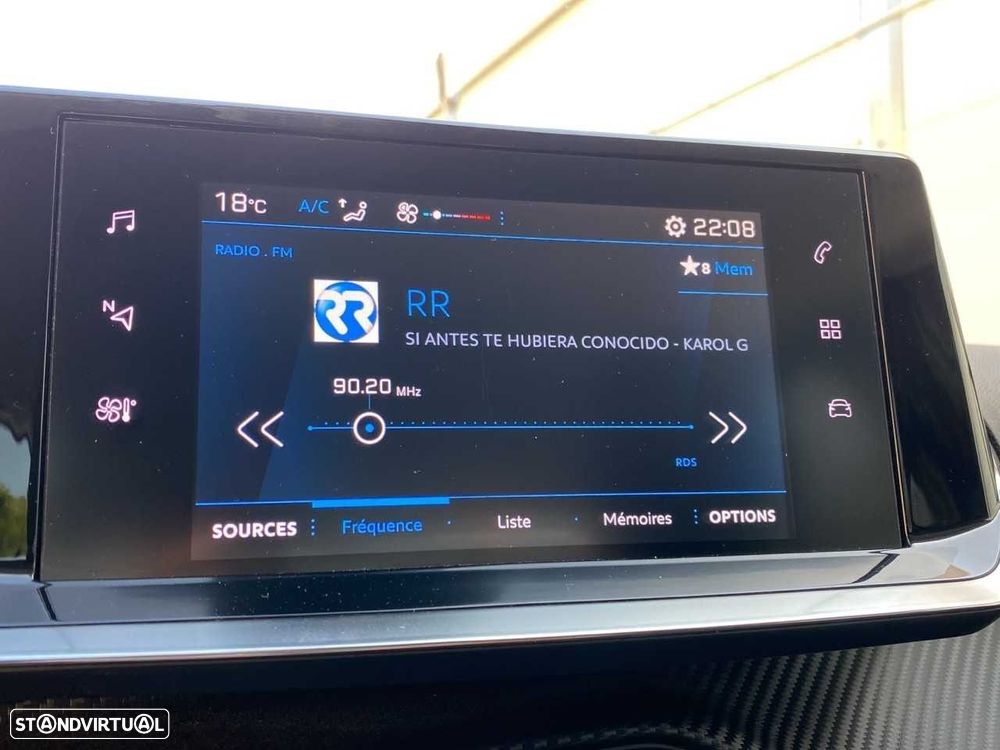 18°C A/C 22:08
RADIO . FM
8 Mem
N
RR
RR
SI ANTES TE HUBIERA CONOCIDO - KAROL G
90.20 MHz
RDS
SOURCES Fréquence Liste Mémoires OPTIONS
STANDVIRTUAL